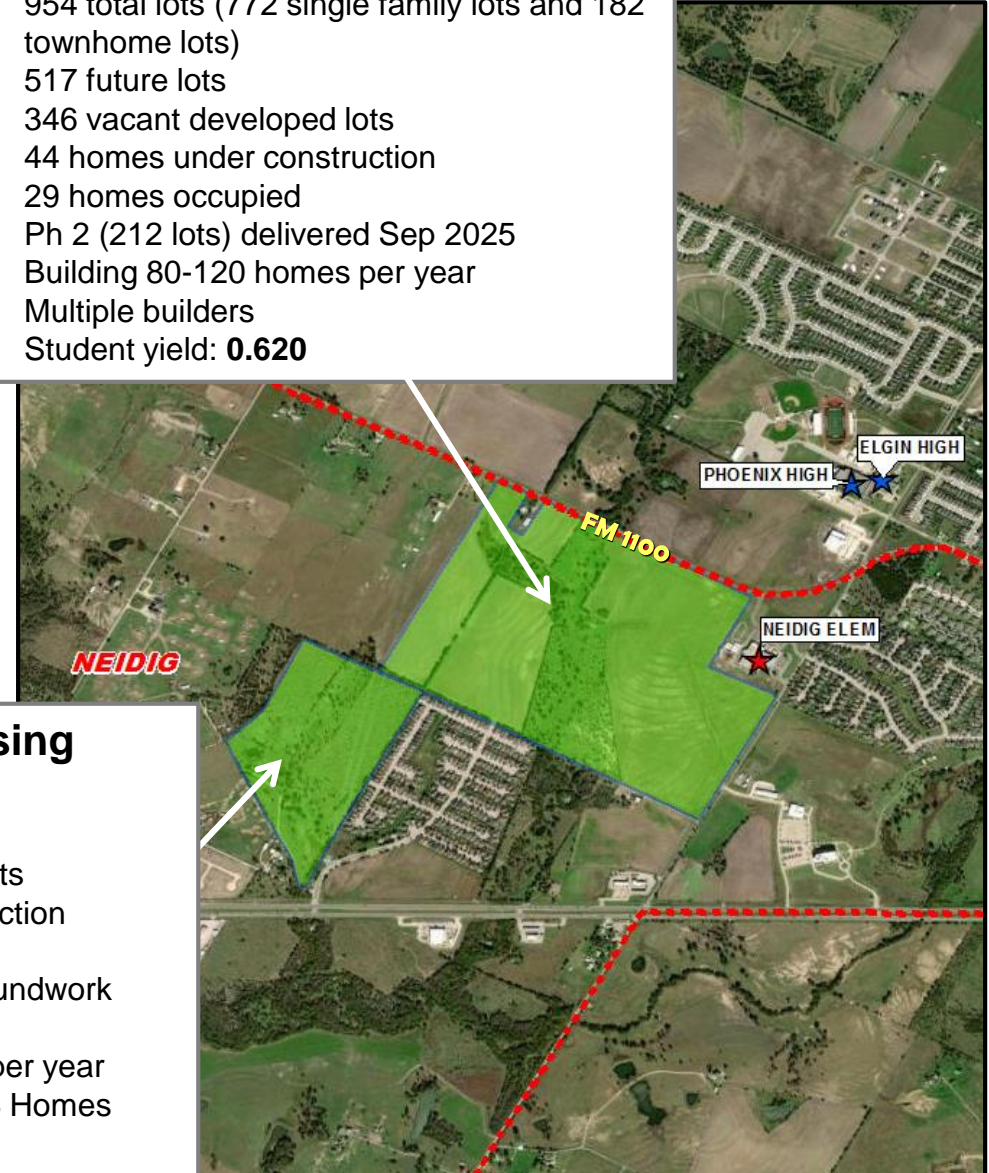 954 total lots (772 single family lots and 182
townhome lots)
517 future lots
346 vacant developed lots
44 homes under construction
29 homes occupied
Ph 2 (212 lots) delivered Sep 2025
Building 80-120 homes per year
Multiple builders
Student yield: 0.620
ELGIN HIGH
PHOENIX HIGH
FM 1100
NEIDIG ELEM
NEIDIG
sing
ts
ction
undwork
per year
Homes